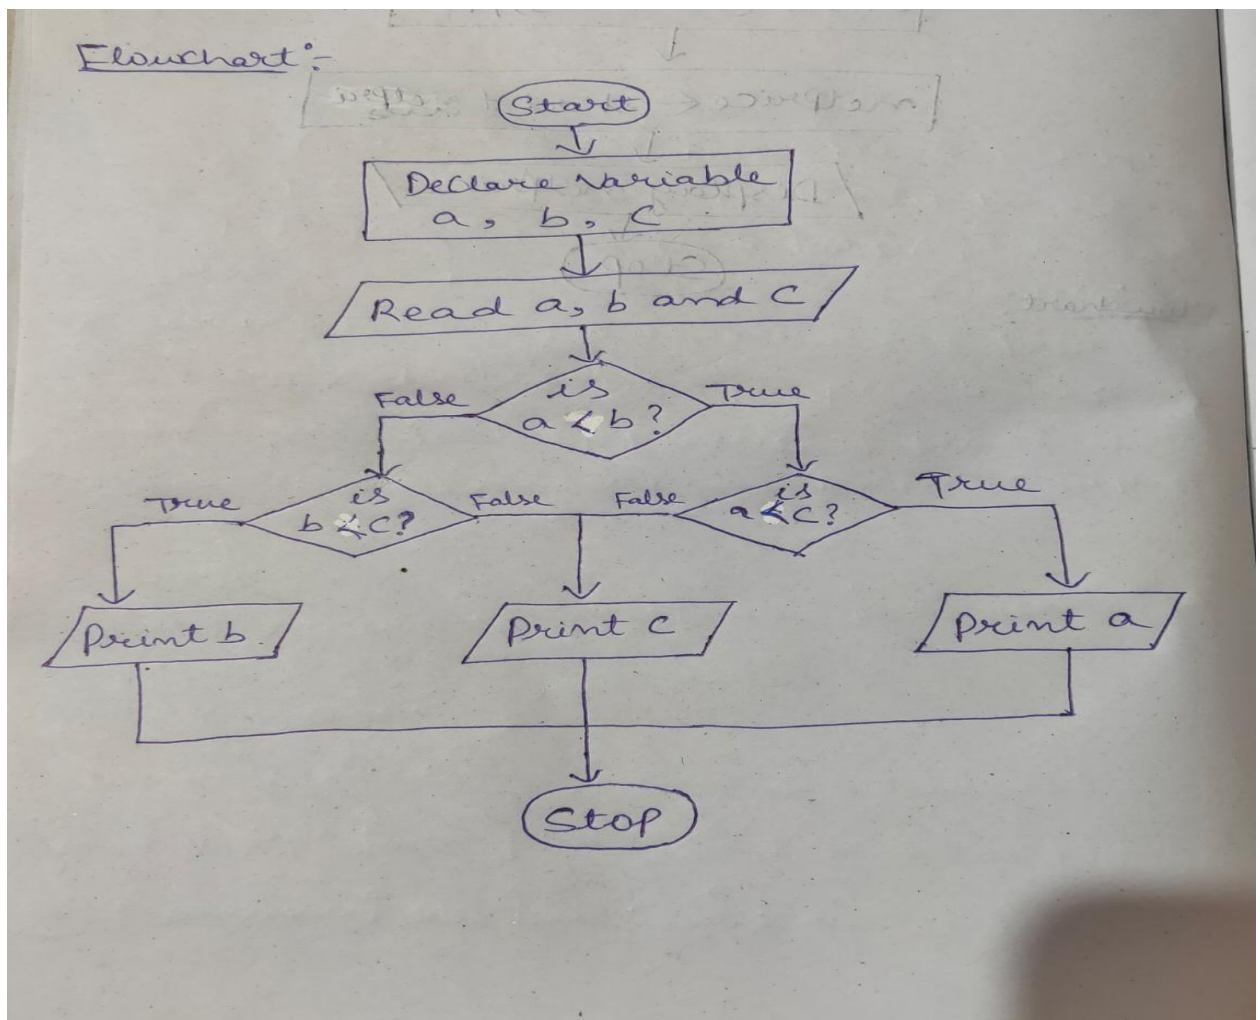 Flowchart:-
Start
Declare Variable
a, b, c
Read a, b and c
False
is
a < b?
True
True
is
b < c?
False
False
is
a < c?
True
Print b
Print c
Print a
Stop